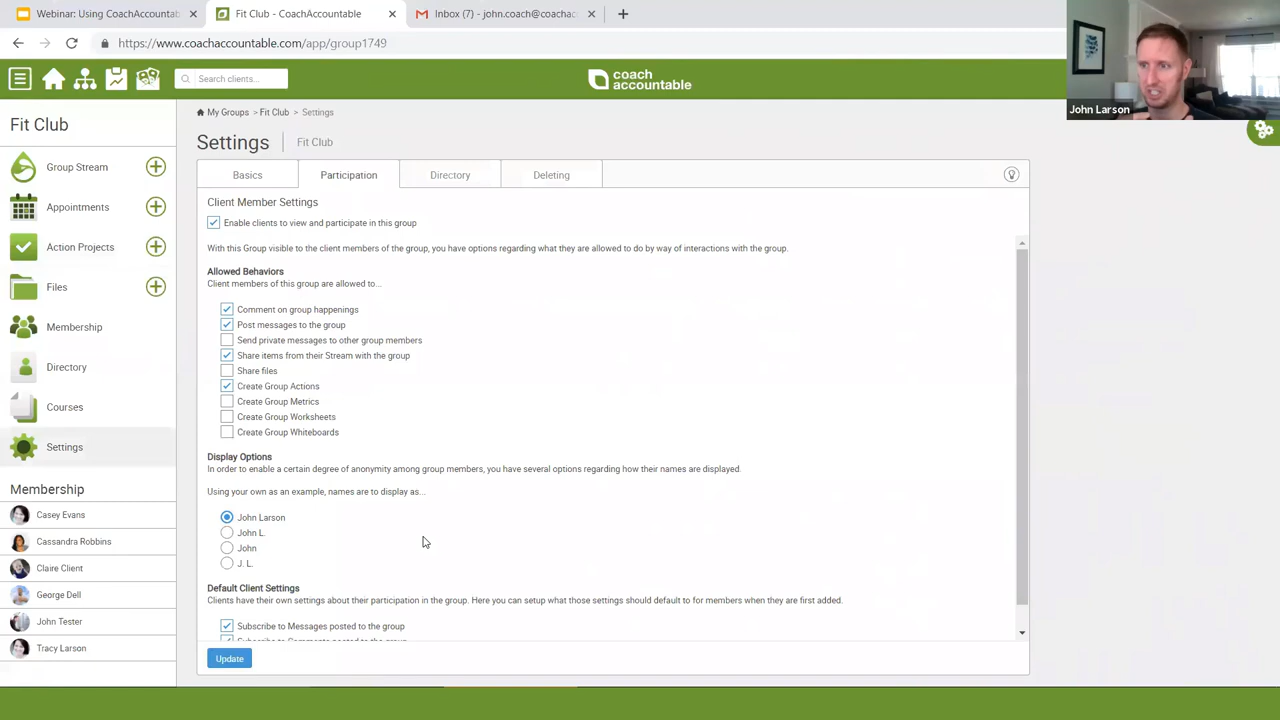 Webinar: Using CoachAccountable
Fit Club - CoachAccountable
Inbox (7) - john.coach@coachac
https://www.coachaccountable.com/app/group1749
Search clients...
coach
accountable
John Larson
Fit Club
Group Stream
Appointments
Action Projects
Files
Membership
Directory
Courses
Settings
Membership
Casey Evans
Cassandra Robbins
Claire Client
George Dell
John Tester
Tracy Larson
My Groups > Fit Club > Settings
Settings | Fit Club
Basics
Participation
Directory
Deleting
Client Member Settings
Enable clients to view and participate in this group
With this Group visible to the client members of the group, you have options regarding what they are allowed to do by way of interactions with the group.
Allowed Behaviors
Client members of this group are allowed to...
Comment on group happenings
Post messages to the group
Send private messages to other group members
Share items from their Stream with the group
Share files
Create Group Actions
Create Group Metrics
Create Group Worksheets
Create Group Whiteboards
Display Options
In order to enable a certain degree of anonymity among group members, you have several options regarding how their names are displayed.
Using your own as an example, names are to display as...
John Larson
John L.
John
J. L.
Default Client Settings
Clients have their own settings about their participation in the group. Here you can setup what those settings should default to for members when they are first added.
Subscribe to Messages posted to the group
Subscribe to Comments posted to the group
Update